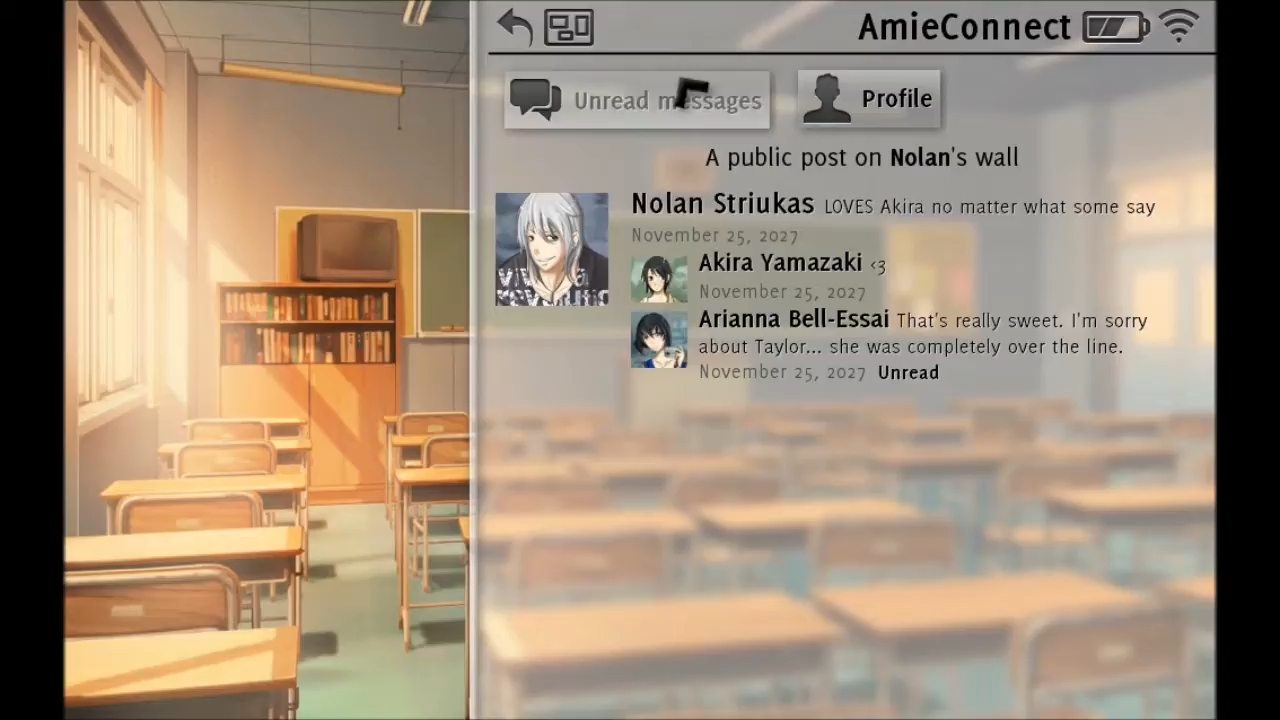 AmieConnect
Unread messages
Profile
A public post on Nolan's wall
Nolan Striukas LOVES Akira no matter what some say
November 25, 2027
Akira Yamazaki <3
November 25, 2027
Arianna Bell-Essai That's really sweet. I'm sorry
about Taylor... she was completely over the line.
November 25, 2027 Unread